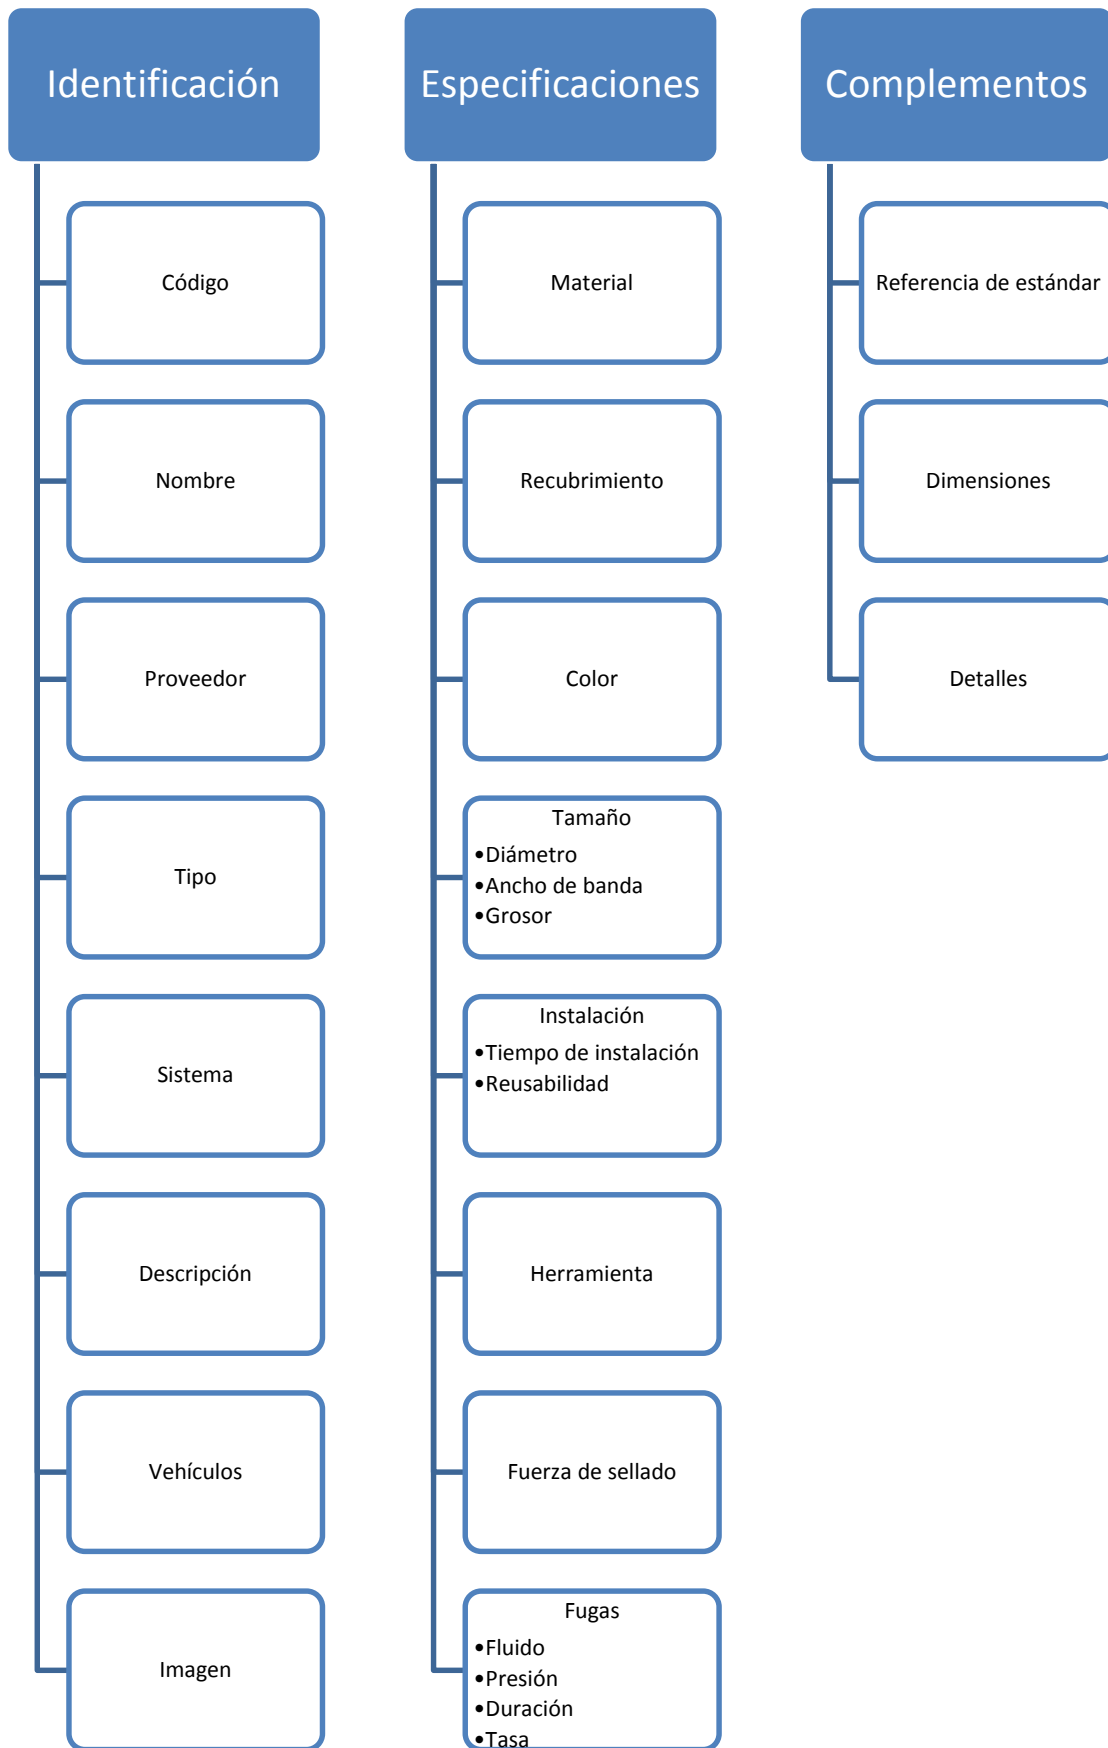 Identificación
Código
Nombre
Proveedor
Tipo
Sistema
Descripción
Vehículos
Imagen
Especificaciones
Material
Recubrimiento
Color
Tamaño
•Diámetro
•Ancho de banda
•Grosor
Instalación
•Tiempo de instalación
•Reusabilidad
Herramienta
Fuerza de sellado
Fugas
•Fluido
•Presión
•Duración
•Tasa
Complementos
Referencia de estándar
Dimensiones
Detalles